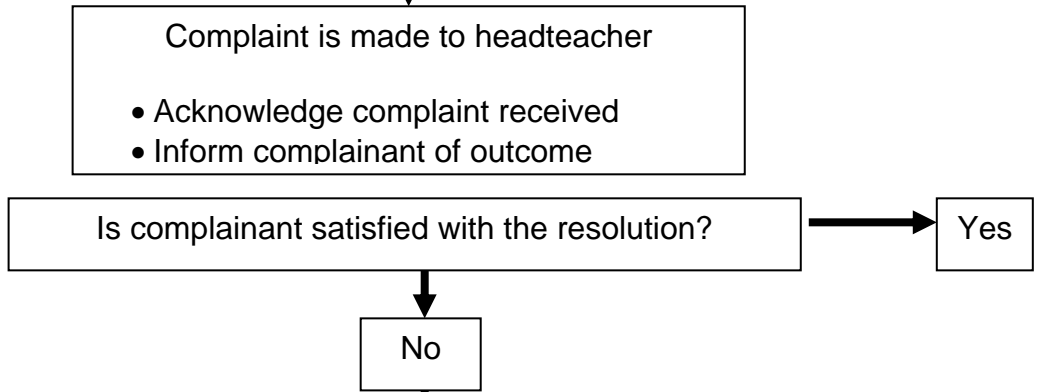 Complaint is made to headteacher
• Acknowledge complaint received
• Inform complainant of outcome
Is complainant satisfied with the resolution?
Yes
No